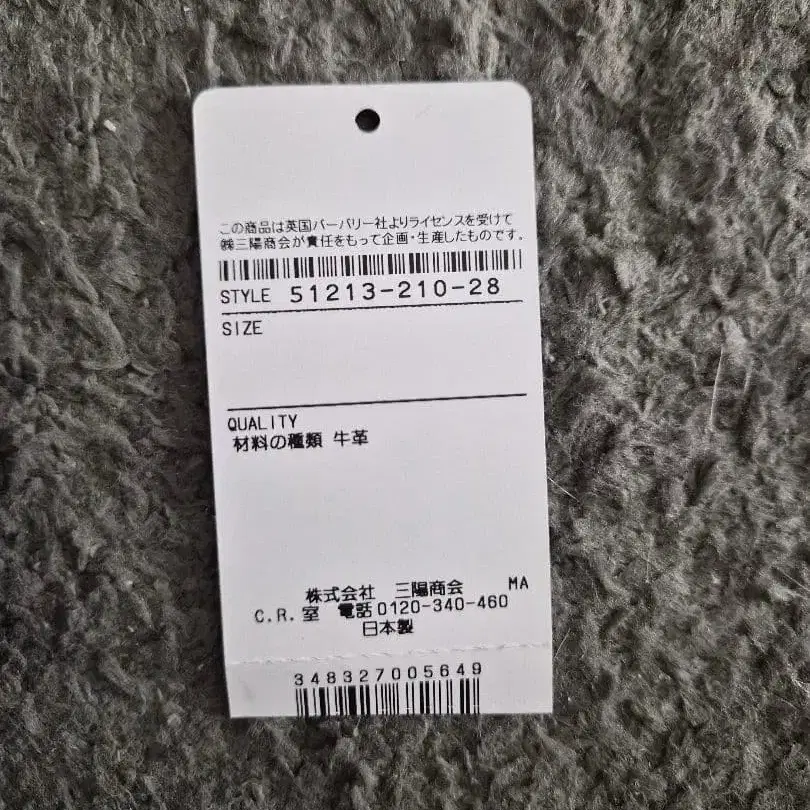 この商品は英国バーバリー社よりライセンスを受けて
㈱三陽商会が責任をもって企画・生産したものです。
STYLE 51213-210-28
SIZE
QUALITY
材料の種類 牛革
株式会社 三陽商会 MA
C.R.室 電話0120-340-460
日本製
348327005649